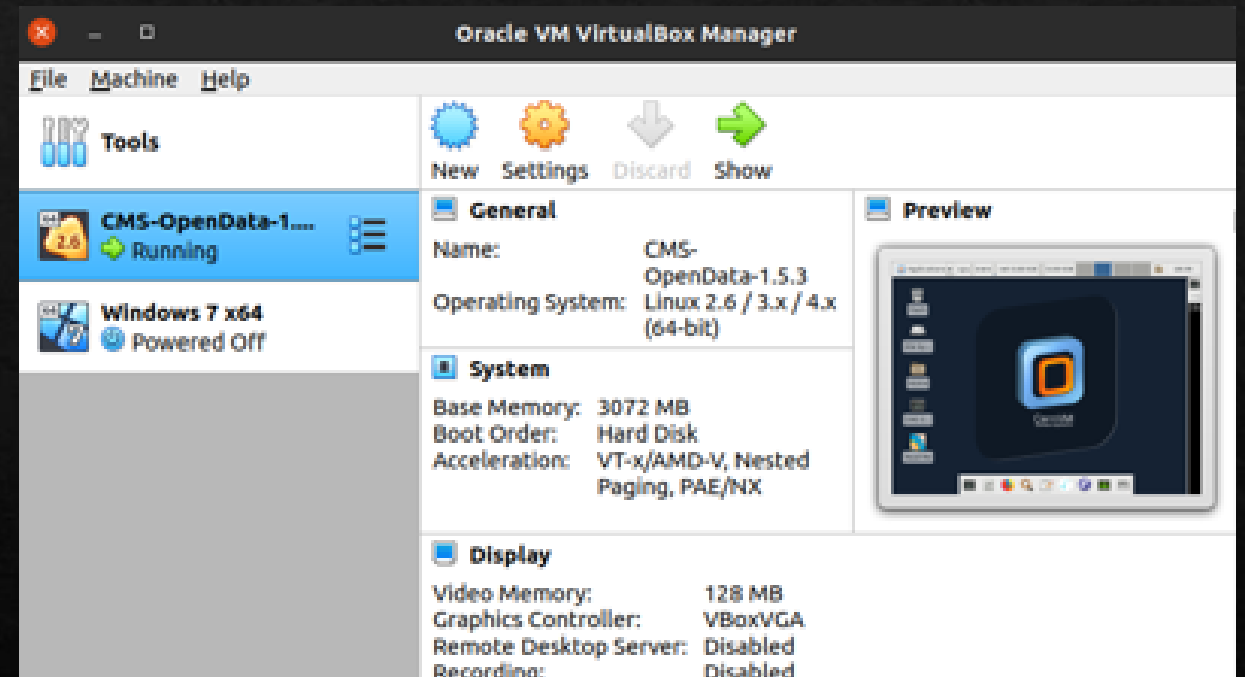 Oracle VM VirtualBox Manager
File Machine Help
Tools
New Settings Discard Show
CMS-OpenData-1....
Running
Windows 7 x64
Powered Off
General
Name: CMS-
OpenData-1.5.3
Operating System: Linux 2.6 / 3.x / 4.x
(64-bit)
Preview
System
Base Memory: 3072 MB
Boot Order: Hard Disk
Acceleration: VT-x/AMD-V, Nested
Paging, PAE/NX
Display
Video Memory: 128 MB
Graphics Controller: VBoxVGA
Remote Desktop Server: Disabled
Recording: Disabled